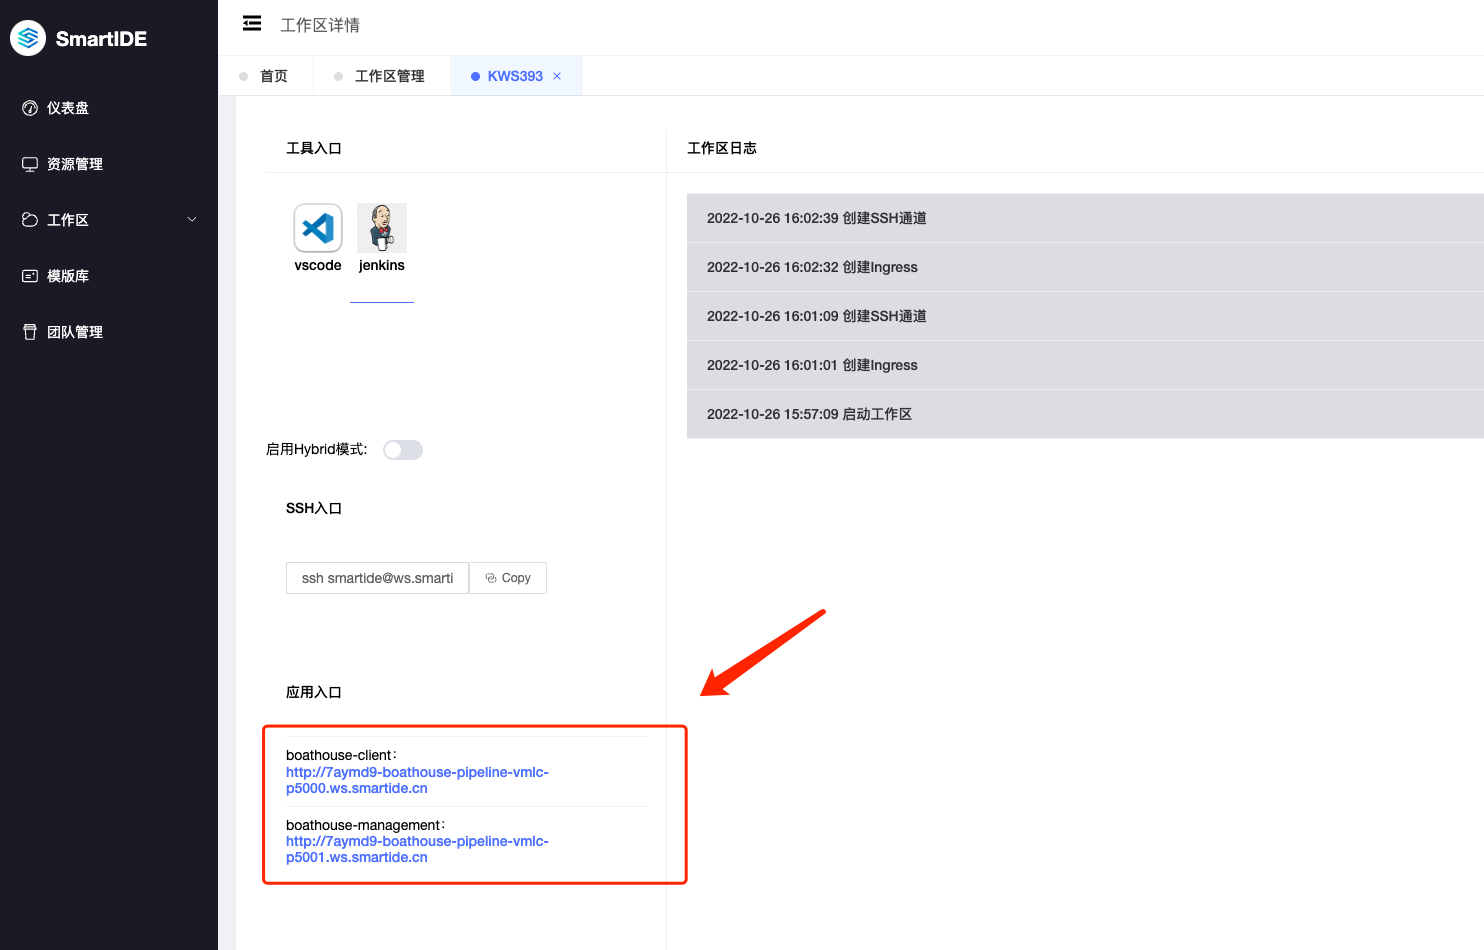 SmartIDE
仪表盘
资源管理
工作区
模版库
团队管理
工作区详情
首页
工作区管理
KWS393 ×
工具入口
vscode
jenkins
启用Hybrid模式:
SSH入口
ssh smartide@ws.smarti
Copy
应用入口
boathouse-client:
http://7aymd9-boathouse-pipeline-vmlc-
p5000.ws.smartide.cn
boathouse-management:
http://7aymd9-boathouse-pipeline-vmlc-
p5001.ws.smartide.cn
工作区日志
2022-10-26 16:02:39 创建SSH通道
2022-10-26 16:02:32 创建Ingress
2022-10-26 16:01:09 创建SSH通道
2022-10-26 16:01:01 创建Ingress
2022-10-26 15:57:09 启动工作区